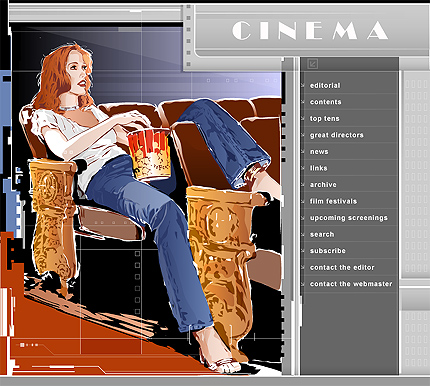 CINEMA
editorial
contents
top tens
great directors
news
links
archive
film festivals
upcoming screenings
search
subscribe
contact the editor
contact the webmaster